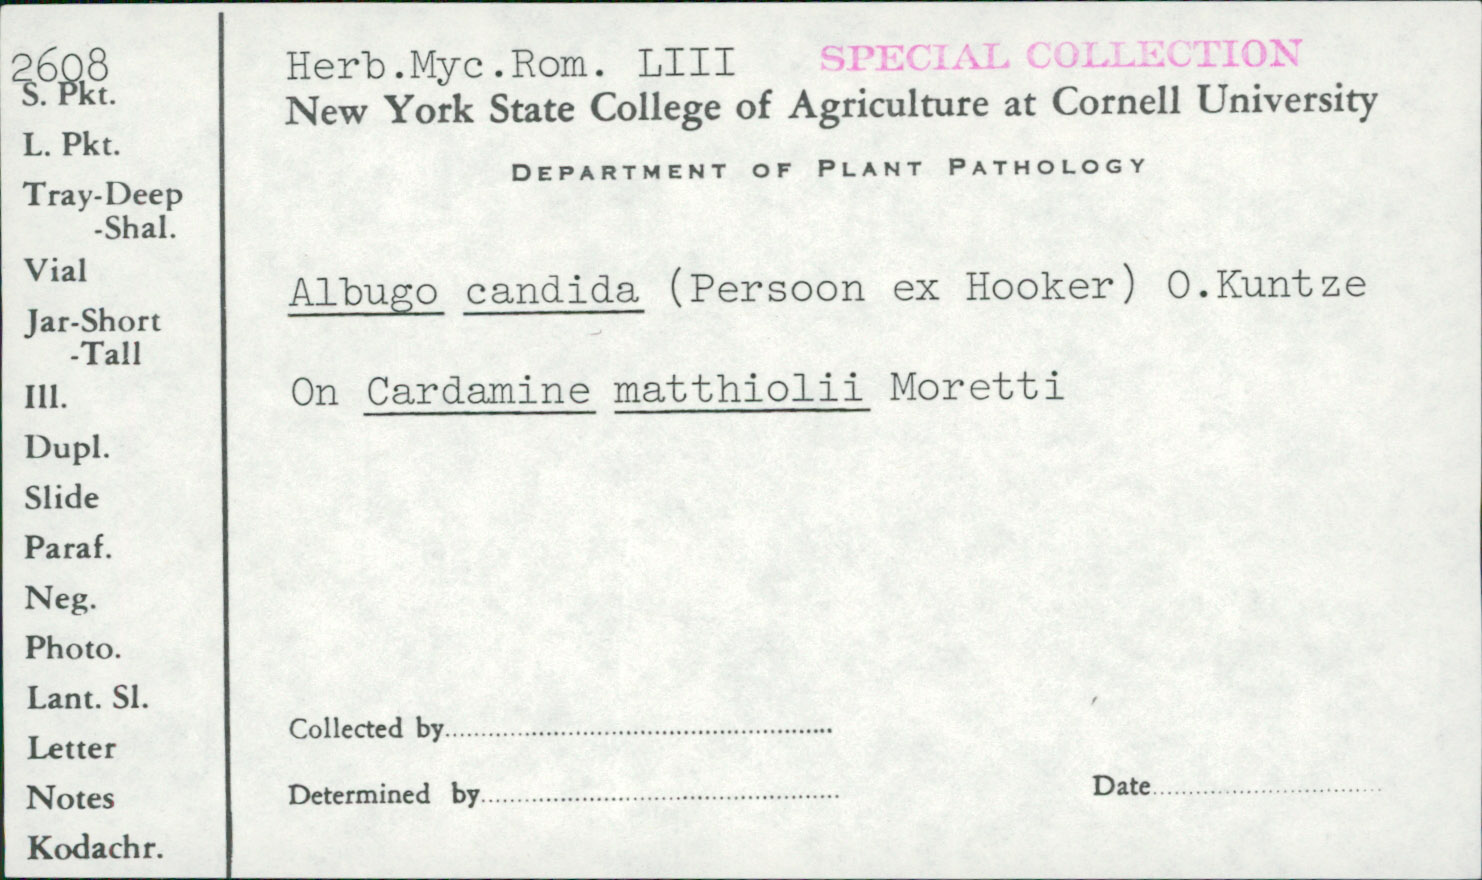 2608
S. Pkt.
L. Pkt.
Tray-Deep
-Shal.
Vial
Jar-Short
-Tall
Ill.
Dupl.
Slide
Paraf.
Neg.
Photo.
Lant. Sl.
Letter
Notes
Kodachr.
Herb.Myc.Rom. LIII SPECIAL COLLECTION
New York State College of Agriculture at Cornell University
DEPARTMENT OF PLANT PATHOLOGY
Albugo candida (Persoon ex Hooker) O.Kuntze
On Cardamine matthiolii Moretti
Collected by
Determined by Date